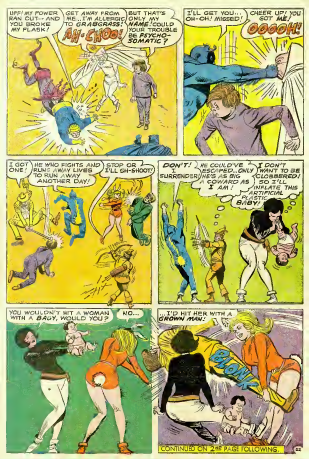 UFF! MY POWER
RAN OUT-- AND
YOU BROKE
MY FLASK!
GET AWAY FROM
ME...I'M ALLERGIC
TO GRABGRASS!
AH-CHOO!
BUT THAT'S
ONLY MY
NAME! COULD
YOUR TROUBLE
BE PSYCHO-
SOMATIC?
I'LL GET YOU...
OH-OH! MISSED!
CHEER UP! YOU
GOT ME!
OOOOH!
I GOT
ONE!
HE WHO FIGHTS AND
RUNS AWAY LIVES
TO RUN AWAY
ANOTHER DAY!
STOP OR
I'LL SH-SHOOT!
DON'T!
I
SURRENDER!
HE COULD'VE
ESCAPED...ONLY
HE'S AS BIG
A COWARD AS
I AM!
I DON'T
WANT TO BE
CLOBBERED!
SO I'LL
INFLATE THIS
ARTIFICIAL
PLASTIC
BABY!
YOU WOULDN'T HIT A WOMAN
WITH A BABY, WOULD YOU?
NO...
...I'D HIT HER WITH A
GROWN MAN!
BLONK
CONTINUED ON 2ND PAGE FOLLOWING.